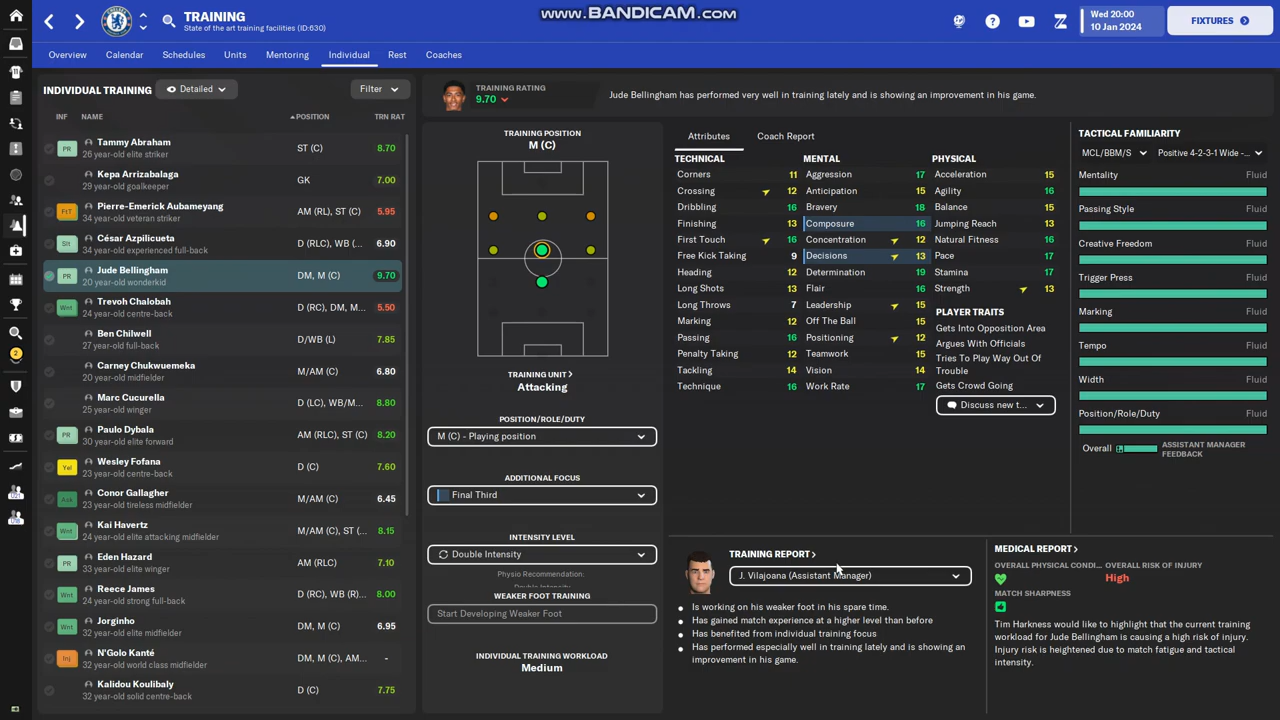 www.BANDICAM.com
TRAINING
State of the art training facilities (ID:630)
Wed 20:00
10 Jan 2024
FIXTURES
Overview Calendar Schedules Units Mentoring Individual Rest Coaches
INDIVIDUAL TRAINING Detailed Filter
INF NAME POSITION TRN RAT
PR Tammy Abraham ST (C) 8.70
26 year-old elite striker
Kepa Arrizabalaga GK 7.00
29 year-old goalkeeper
FtT Pierre-Emerick Aubameyang AM (RL), ST (C) 5.95
34 year-old veteran striker
Slt César Azpilicueta D (RLC), WB (... 6.90
34 year-old experienced full-back
PR Jude Bellingham DM, M (C) 9.70
20 year-old wonderkid
Wnt Trevoh Chalobah D (RC), DM, M... 5.50
24 year-old centre-back
Ben Chilwell D/WB (L) 7.85
27 year-old full-back
Carney Chukwuemeka M/AM (C) 6.80
20 year-old midfielder
Marc Cucurella D (LC), WB/M... 8.80
25 year-old winger
PR Paulo Dybala AM (RLC), ST (C) 8.20
30 year-old elite forward
Yel Wesley Fofana D (C) 7.60
23 year-old centre-back
Ask Conor Gallagher M/AM (C) 6.45
23 year-old tireless midfielder
Wnt Kai Havertz M/AM (C), ST (... 8.15
24 year-old elite attacking midfielder
PR Eden Hazard AM (RLC) 7.10
33 year-old elite winger
Wnt Reece James D (RC), WB (R)... 8.00
24 year-old strong full-back
Wnt Jorginho DM, M (C) 6.95
32 year-old elite midfielder
Inj N'Golo Kanté DM, M (C), AM... -
32 year-old world class midfielder
Kalidou Koulibaly D (C) 7.75
32 year-old solid centre-back
TRAINING RATING
9.70
Jude Bellingham has performed very well in training lately and is showing an improvement in his game.
TRAINING POSITION
M (C)
TRAINING UNIT
Attacking
POSITION/ROLE/DUTY
M (C) - Playing position
ADDITIONAL FOCUS
Final Third
INTENSITY LEVEL
Double Intensity
Physio Recommendation:
Double Intensity
WEAKER FOOT TRAINING
Start Developing Weaker Foot
INDIVIDUAL TRAINING WORKLOAD
Medium
Attributes Coach Report
TECHNICAL MENTAL PHYSICAL
Corners 11 Aggression 17 Acceleration 15
Crossing 12 Anticipation 15 Agility 16
Dribbling 16 Bravery 18 Balance 15
Finishing 13 Composure 16 Jumping Reach 13
First Touch 16 Concentration 12 Natural Fitness 16
Free Kick Taking 9 Decisions 13 Pace 17
Heading 12 Determination 19 Stamina 17
Long Shots 13 Flair 16 Strength 13
Long Throws 7 Leadership 15
Marking 12 Off The Ball 15
Passing 16 Positioning 12
Penalty Taking 12 Teamwork 15
Tackling 14 Vision 14
Technique 16 Work Rate 17
PLAYER TRAITS
Gets Into Opposition Area
Argues With Officials
Tries To Play Way Out Of
Trouble
Gets Crowd Going
Discuss new t...
TACTICAL FAMILIARITY
MCL/BBM/S Positive 4-2-3-1 Wide -...
Mentality Fluid
Passing Style Fluid
Creative Freedom Fluid
Trigger Press Fluid
Marking Fluid
Tempo Fluid
Width Fluid
Position/Role/Duty Fluid
Overall ASSISTANT MANAGER
FEEDBACK
TRAINING REPORT
J. Vilajoana (Assistant Manager)
Is working on his weaker foot in his spare time.
Has gained match experience at a higher level than before
Has benefited from individual training focus
Has performed especially well in training lately and is showing an
improvement in his game.
MEDICAL REPORT
OVERALL PHYSICAL CONDI... OVERALL RISK OF INJURY
High
MATCH SHARPNESS
Tim Harkness would like to highlight that the current training
workload for Jude Bellingham is causing a high risk of injury.
Injury risk is heightened due to match fatigue and tactical
intensity.